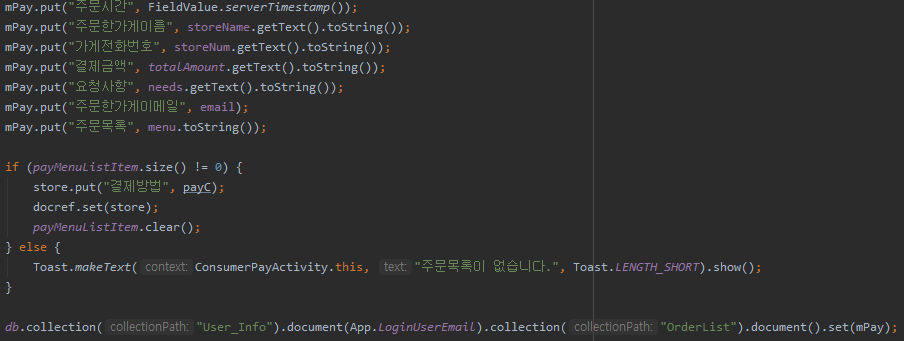 mPay.put("주문시간", FieldValue.serverTimestamp());
mPay.put("주문한가게이름", storeName.getText().toString());
mPay.put("가게전화번호", storeNum.getText().toString());
mPay.put("결제금액", totalAmount.getText().toString());
mPay.put("요청사항", needs.getText().toString());
mPay.put("주문한가게이메일", email);
mPay.put("주문목록", menu.toString());
if (payMenuListItem.size() != 0) {
store.put("결제방법", payC);
docref.set(store);
payMenuListItem.clear();
} else {
Toast.makeText( context: ConsumerPayActivity.this, text: "주문목록이 없습니다.", Toast.LENGTH_SHORT).show();
}
db.collection( collectionPath: "User_Info").document(App.LoginUserEmail).collection( collectionPath: "OrderList").document().set(mPay);